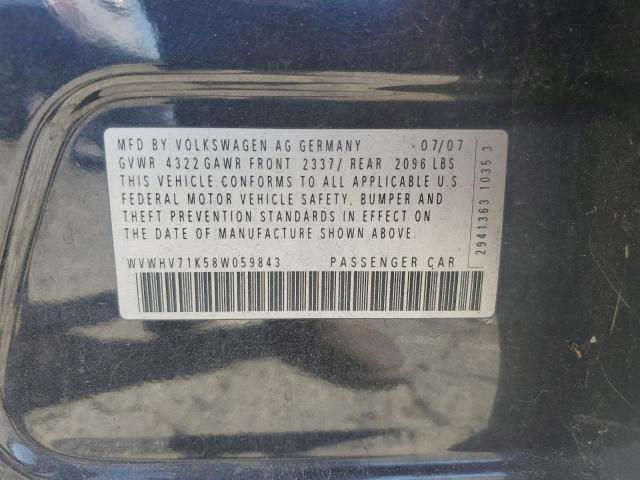 MFD BY VOLKSWAGEN AG GERMANY 07/07
GVWR 4322 GAWR FRONT 2337/ REAR 2096 LBS
THIS VEHICLE CONFORMS TO ALL APPLICABLE U.S.
FEDERAL MOTOR VEHICLE SAFETY, BUMPER AND
THEFT PREVENTION STANDARDS IN EFFECT ON
THE DATE OF MANUFACTURE SHOWN ABOVE.
WVWHV71K58W059843 PASSENGER CAR
2941363 1035 3